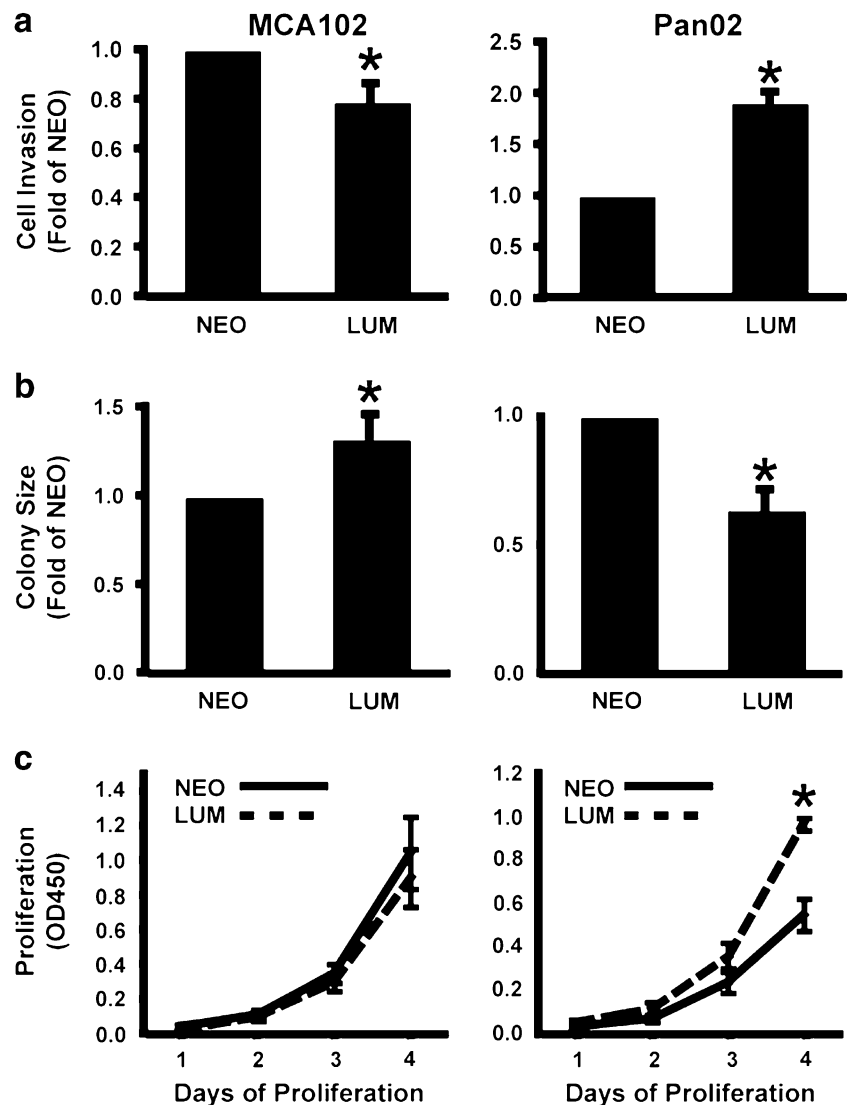 a
MCA102
Pan02
Cell Invasion
(Fold of NEO)
1.0
0.8
0.6
0.4
0.2
0.0
*
NEO LUM
2.5
2.0
1.5
1.0
0.5
0.0
*
NEO LUM
b
Colony Size
(Fold of NEO)
1.5
1.0
0.5
0.0
*
NEO LUM
1.0
0.5
0.0
*
NEO LUM
c
Proliferation
(OD450)
1.4
1.2
1.0
0.8
0.6
0.4
0.2
0.0
NEO
LUM
1 2 3 4
Days of Proliferation
1.2
1.0
0.8
0.6
0.4
0.2
0.0
NEO
LUM
*
1 2 3 4
Days of Proliferation